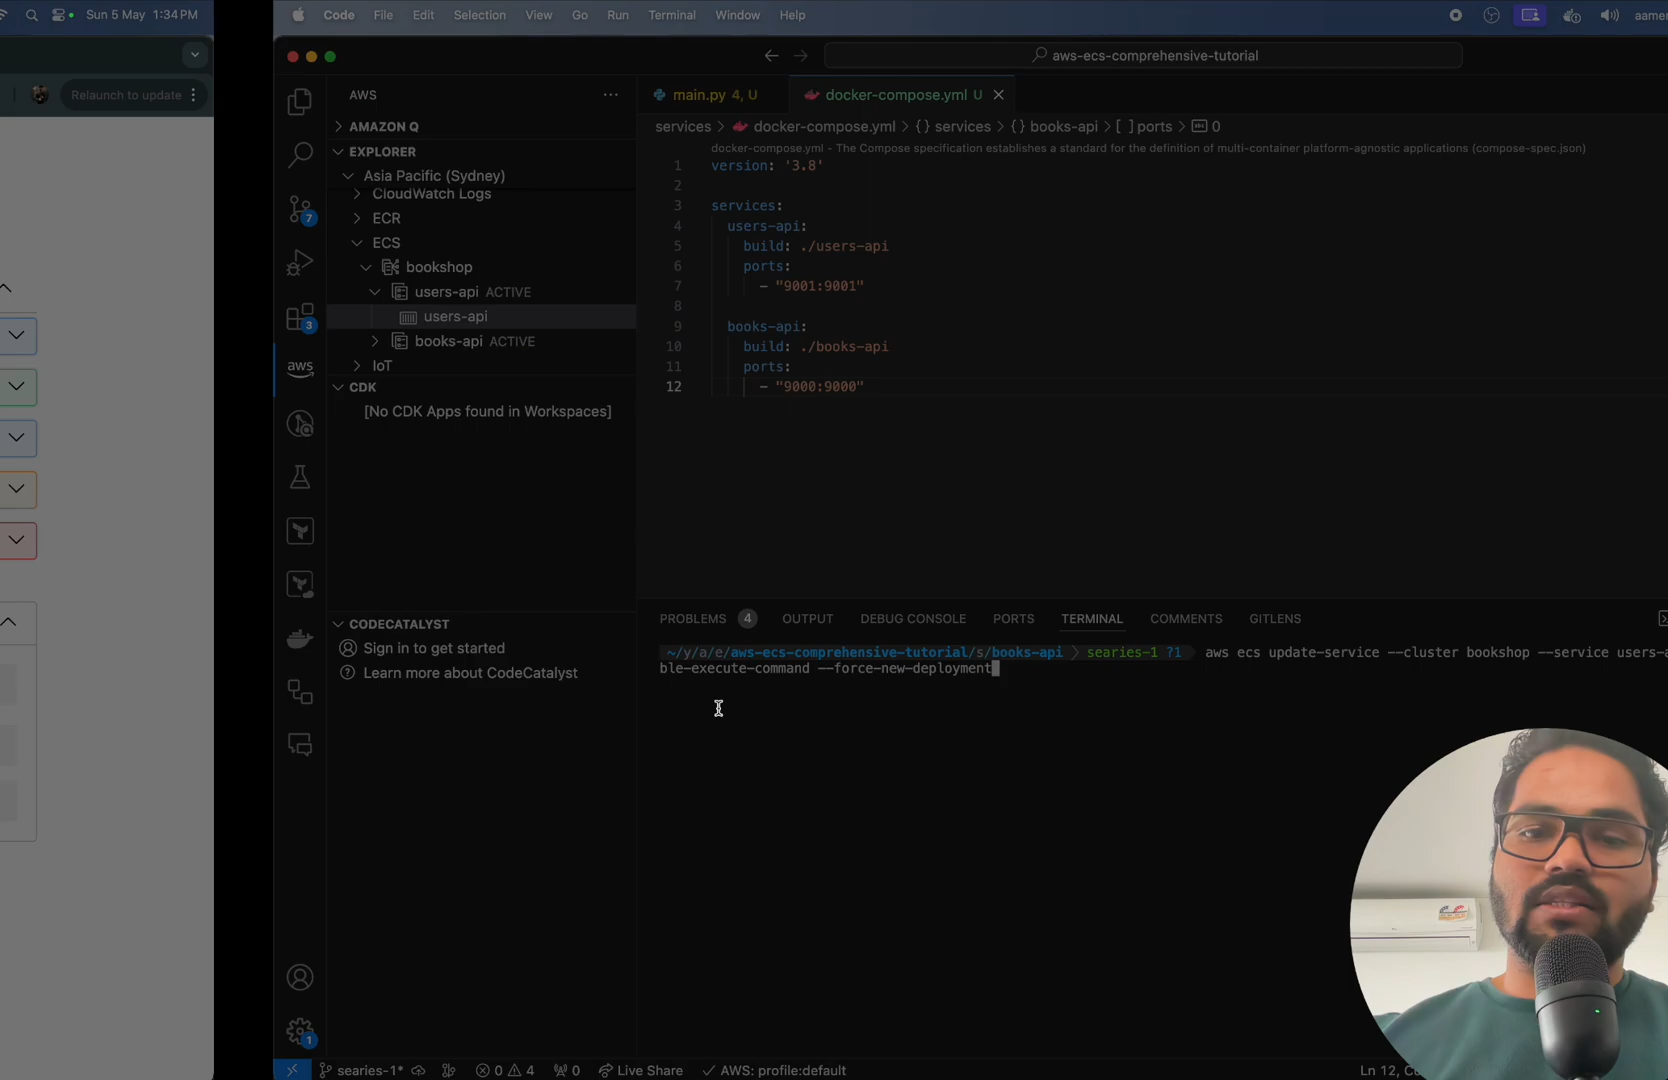 Sun 5 May 1:34 PM
Relaunch to update
Code File Edit Selection View Go Run Terminal Window Help
aws-ecs-comprehensive-tutorial
AWS
AMAZON Q
EXPLORER
Asia Pacific (Sydney)
CloudWatch Logs
ECR
ECS
bookshop
users-api ACTIVE
users-api
books-api ACTIVE
IoT
CDK
[No CDK Apps found in Workspaces]
CODECATALYST
Sign in to get started
Learn more about CodeCatalyst
7
3
aws
1
main.py 4, U
docker-compose.yml U
services > docker-compose.yml > {} services > {} books-api > [ ] ports > abc 0
docker-compose.yml - The Compose specification establishes a standard for the definition of multi-container platform-agnostic applications (compose-spec.json)
1 version: '3.8'
2
3 services:
4 users-api:
5 build: ./users-api
6 ports:
7 - "9001:9001"
8
9 books-api:
10 build: ./books-api
11 ports:
12 - "9000:9000"
PROBLEMS 4 OUTPUT DEBUG CONSOLE PORTS TERMINAL COMMENTS GITLENS
~/y/a/e/aws-ecs-comprehensive-tutorial/s/books-api > searies-1 ?1 aws ecs update-service --cluster bookshop --service users-a
ble-execute-command --force-new-deployment
searies-1* 0 4 0 Live Share AWS: profile:default
Ln 12,